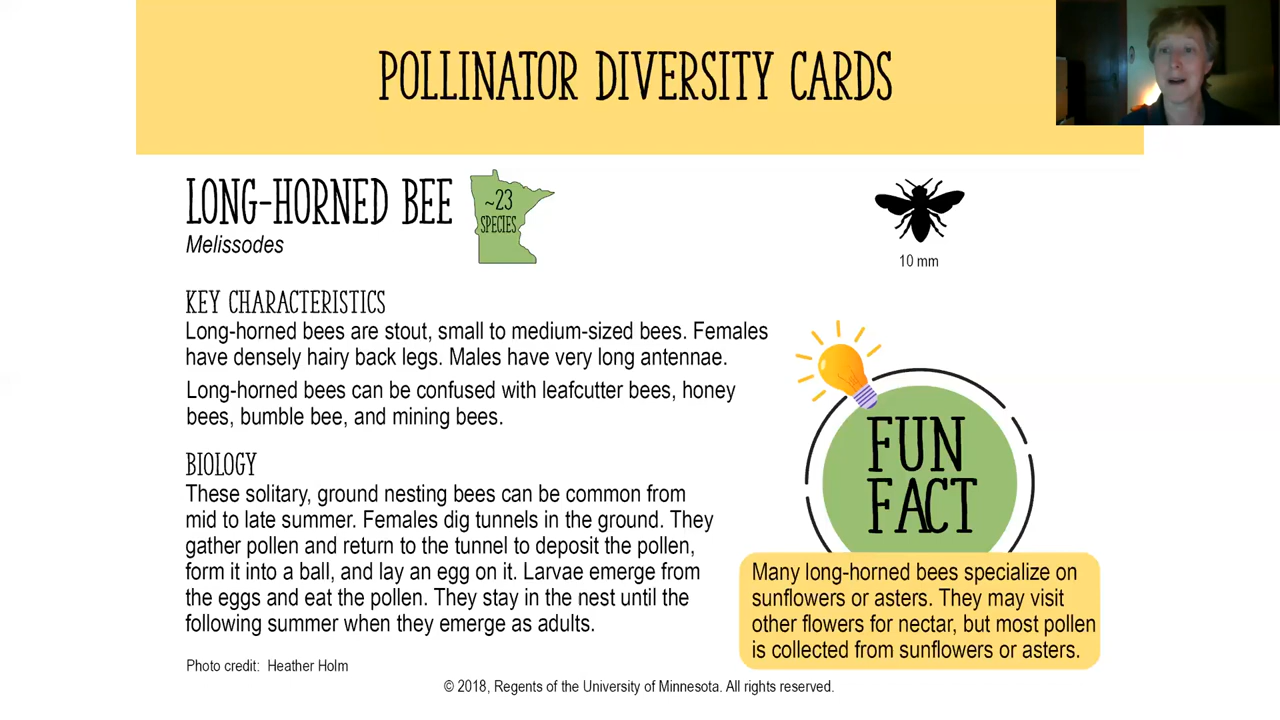 POLLINATOR DIVERSITY CARDS
LONG-HORNED BEE
~23
SPECIES
Melissodes
10 mm
KEY CHARACTERISTICS
Long-horned bees are stout, small to medium-sized bees. Females
have densely hairy back legs. Males have very long antennae.
Long-horned bees can be confused with leafcutter bees, honey
bees, bumble bee, and mining bees.
BIOLOGY
These solitary, ground nesting bees can be common from
mid to late summer. Females dig tunnels in the ground. They
gather pollen and return to the tunnel to deposit the pollen,
form it into a ball, and lay an egg on it. Larvae emerge from
the eggs and eat the pollen. They stay in the nest until the
following summer when they emerge as adults.
FUN
FACT
Many long-horned bees specialize on
sunflowers or asters. They may visit
other flowers for nectar, but most pollen
is collected from sunflowers or asters.
Photo credit: Heather Holm
© 2018, Regents of the University of Minnesota. All rights reserved.